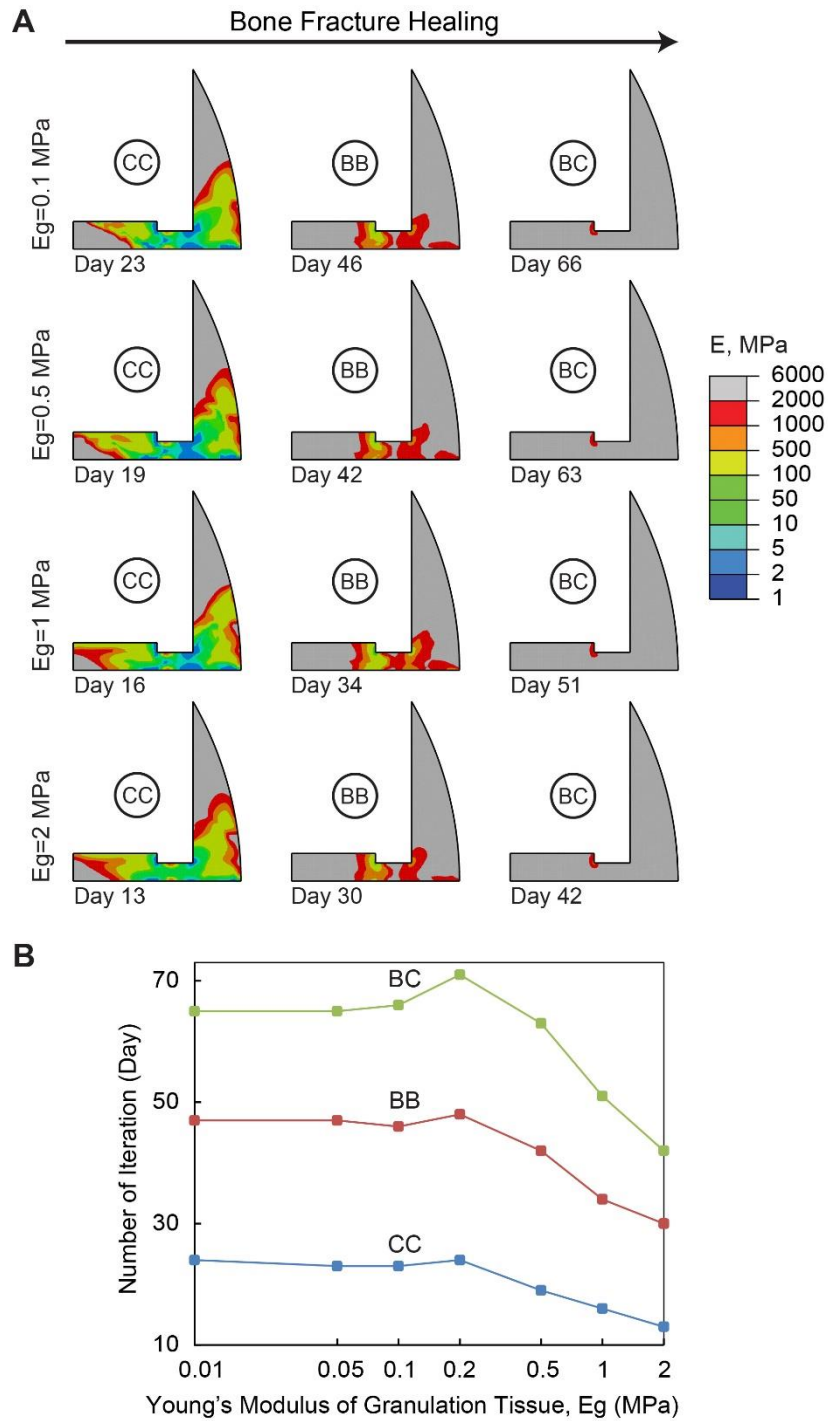 A
Bone Fracture Healing
Eg=0.1 MPa
CC
BB
BC
Day 23
Day 46
Day 66
Eg=0.5 MPa
CC
BB
BC
Day 19
Day 42
Day 63
E, MPa
6000
2000
1000
500
100
50
10
5
2
1
Eg=1 MPa
CC
BB
BC
Day 16
Day 34
Day 51
Eg=2 MPa
CC
BB
BC
Day 13
Day 30
Day 42
B
Number of Iteration (Day)
70
50
30
10
BC
BB
CC
0.01 0.05 0.1 0.2 0.5 1 2
Young's Modulus of Granulation Tissue, Eg (MPa)